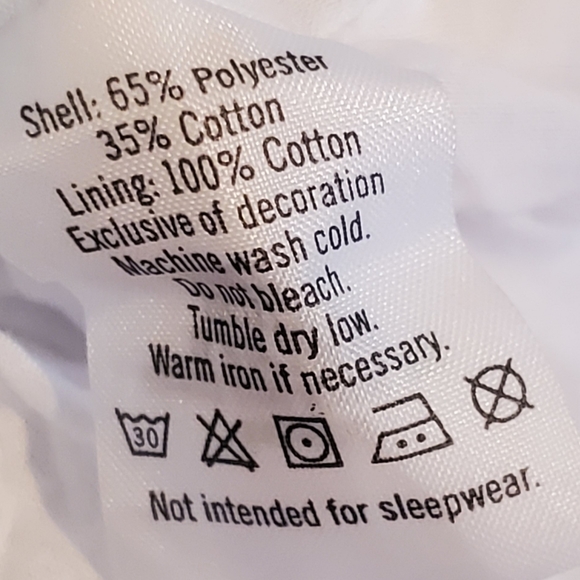 Shell: 65% Polyester
35% Cotton
Lining: 100% Cotton
Exclusive of decoration
Machine wash cold.
Do not bleach.
Tumble dry low.
Warm iron if necessary.
30
Not intended for sleepwear.